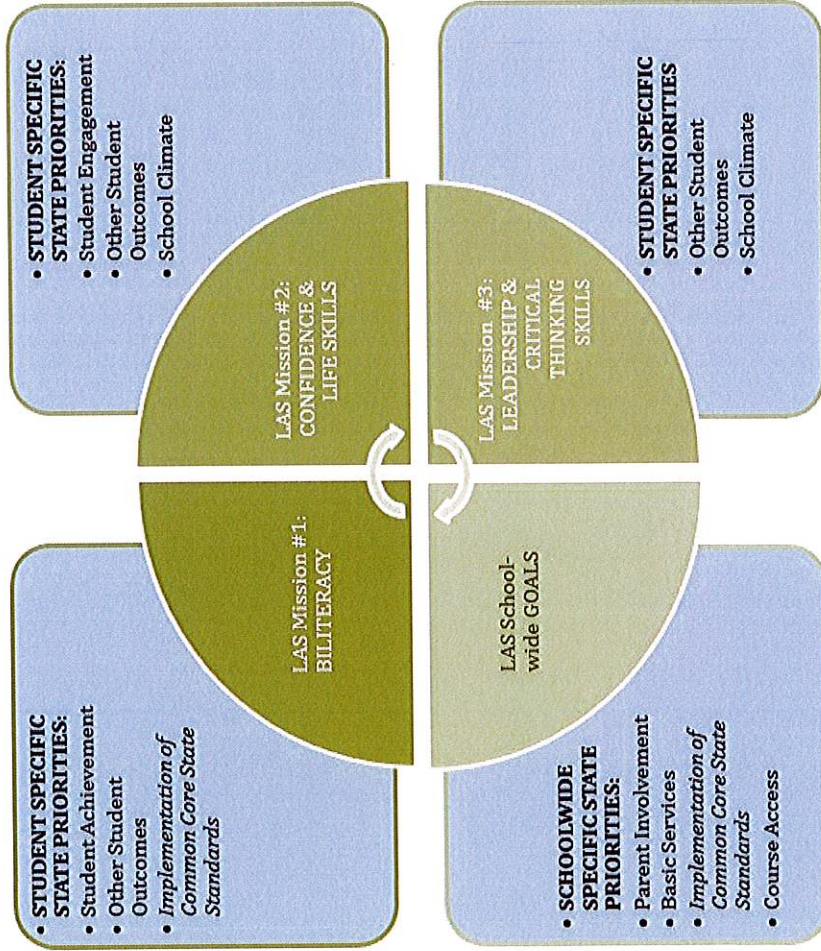 • STUDENT SPECIFIC
STATE PRIORITIES:
• Student Achievement
• Other Student
Outcomes
• Implementation of
Common Core State
Standards
LAS Mission #1:
BILITERACY
• STUDENT SPECIFIC
STATE PRIORITIES:
• Student Engagement
• Other Student
Outcomes
• School Climate
LAS Mission #2:
CONFIDENCE &
LIFE SKILLS
• SCHOOLWIDE
SPECIFIC STATE
PRIORITIES:
• Parent Involvement
• Basic Services
• Implementation of
Common Core State
Standards
• Course Access
LAS School-
wide GOALS
LAS Mission #3:
LEADERSHIP &
CRITICAL
THINKING
SKILLS
• STUDENT SPECIFIC
STATE PRIORITIES
• Other Student
Outcomes
• School Climate